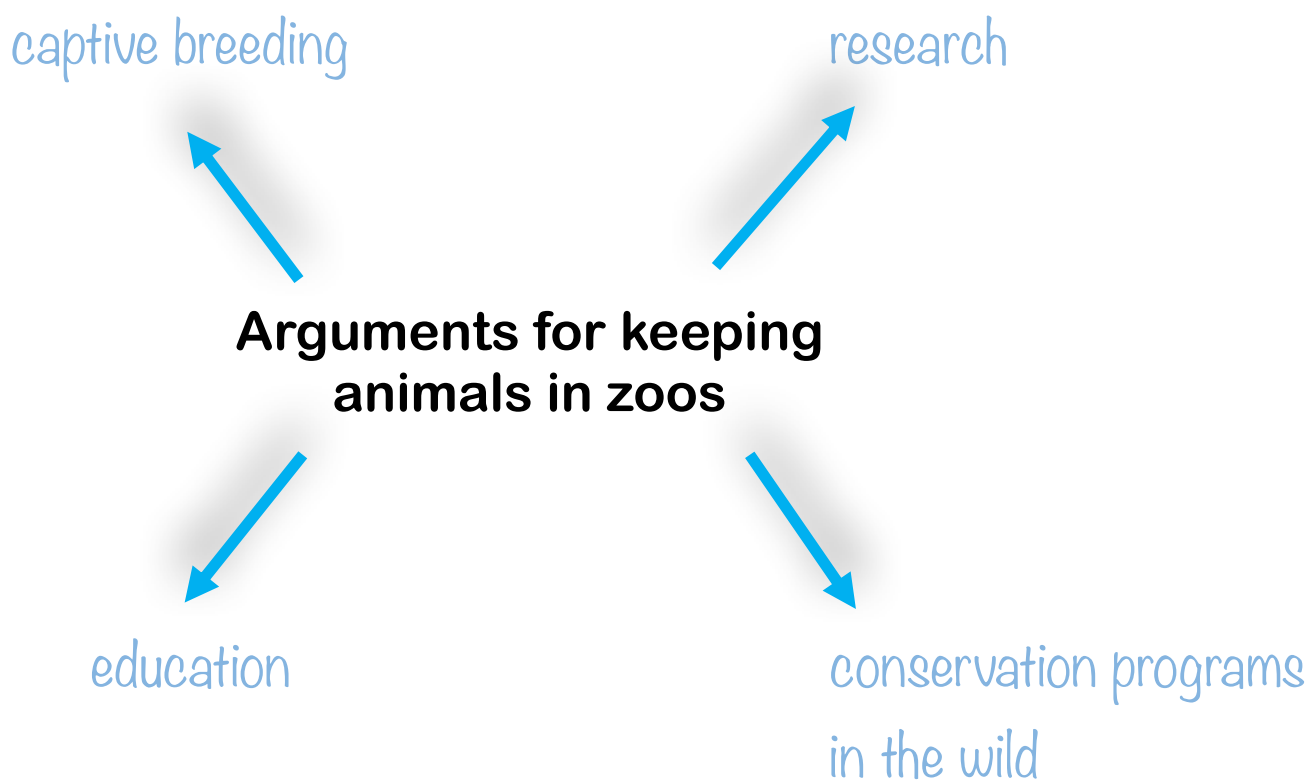 captive breeding
research
Arguments for keeping
animals in zoos
education
conservation programs
in the wild